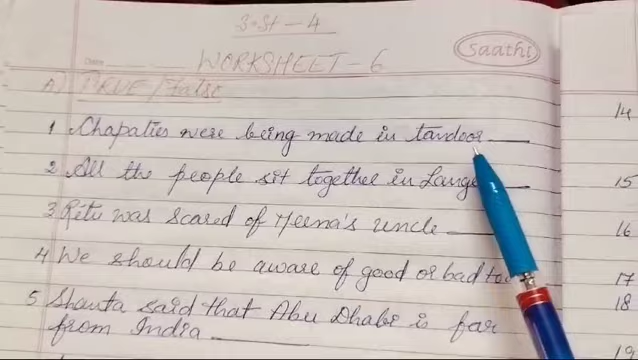 3-St-4
WORKSHEET-6
Saathi
Date
A) TRUE/False
1 Chapaties were being made in tandoor
2 All the people sit together in
3 Ritu was scared of Meena's uncle
4 We should be aware of good or bad
5 Shanta said that Abu Dhabi is far
from India
14
15
16
17
18
19